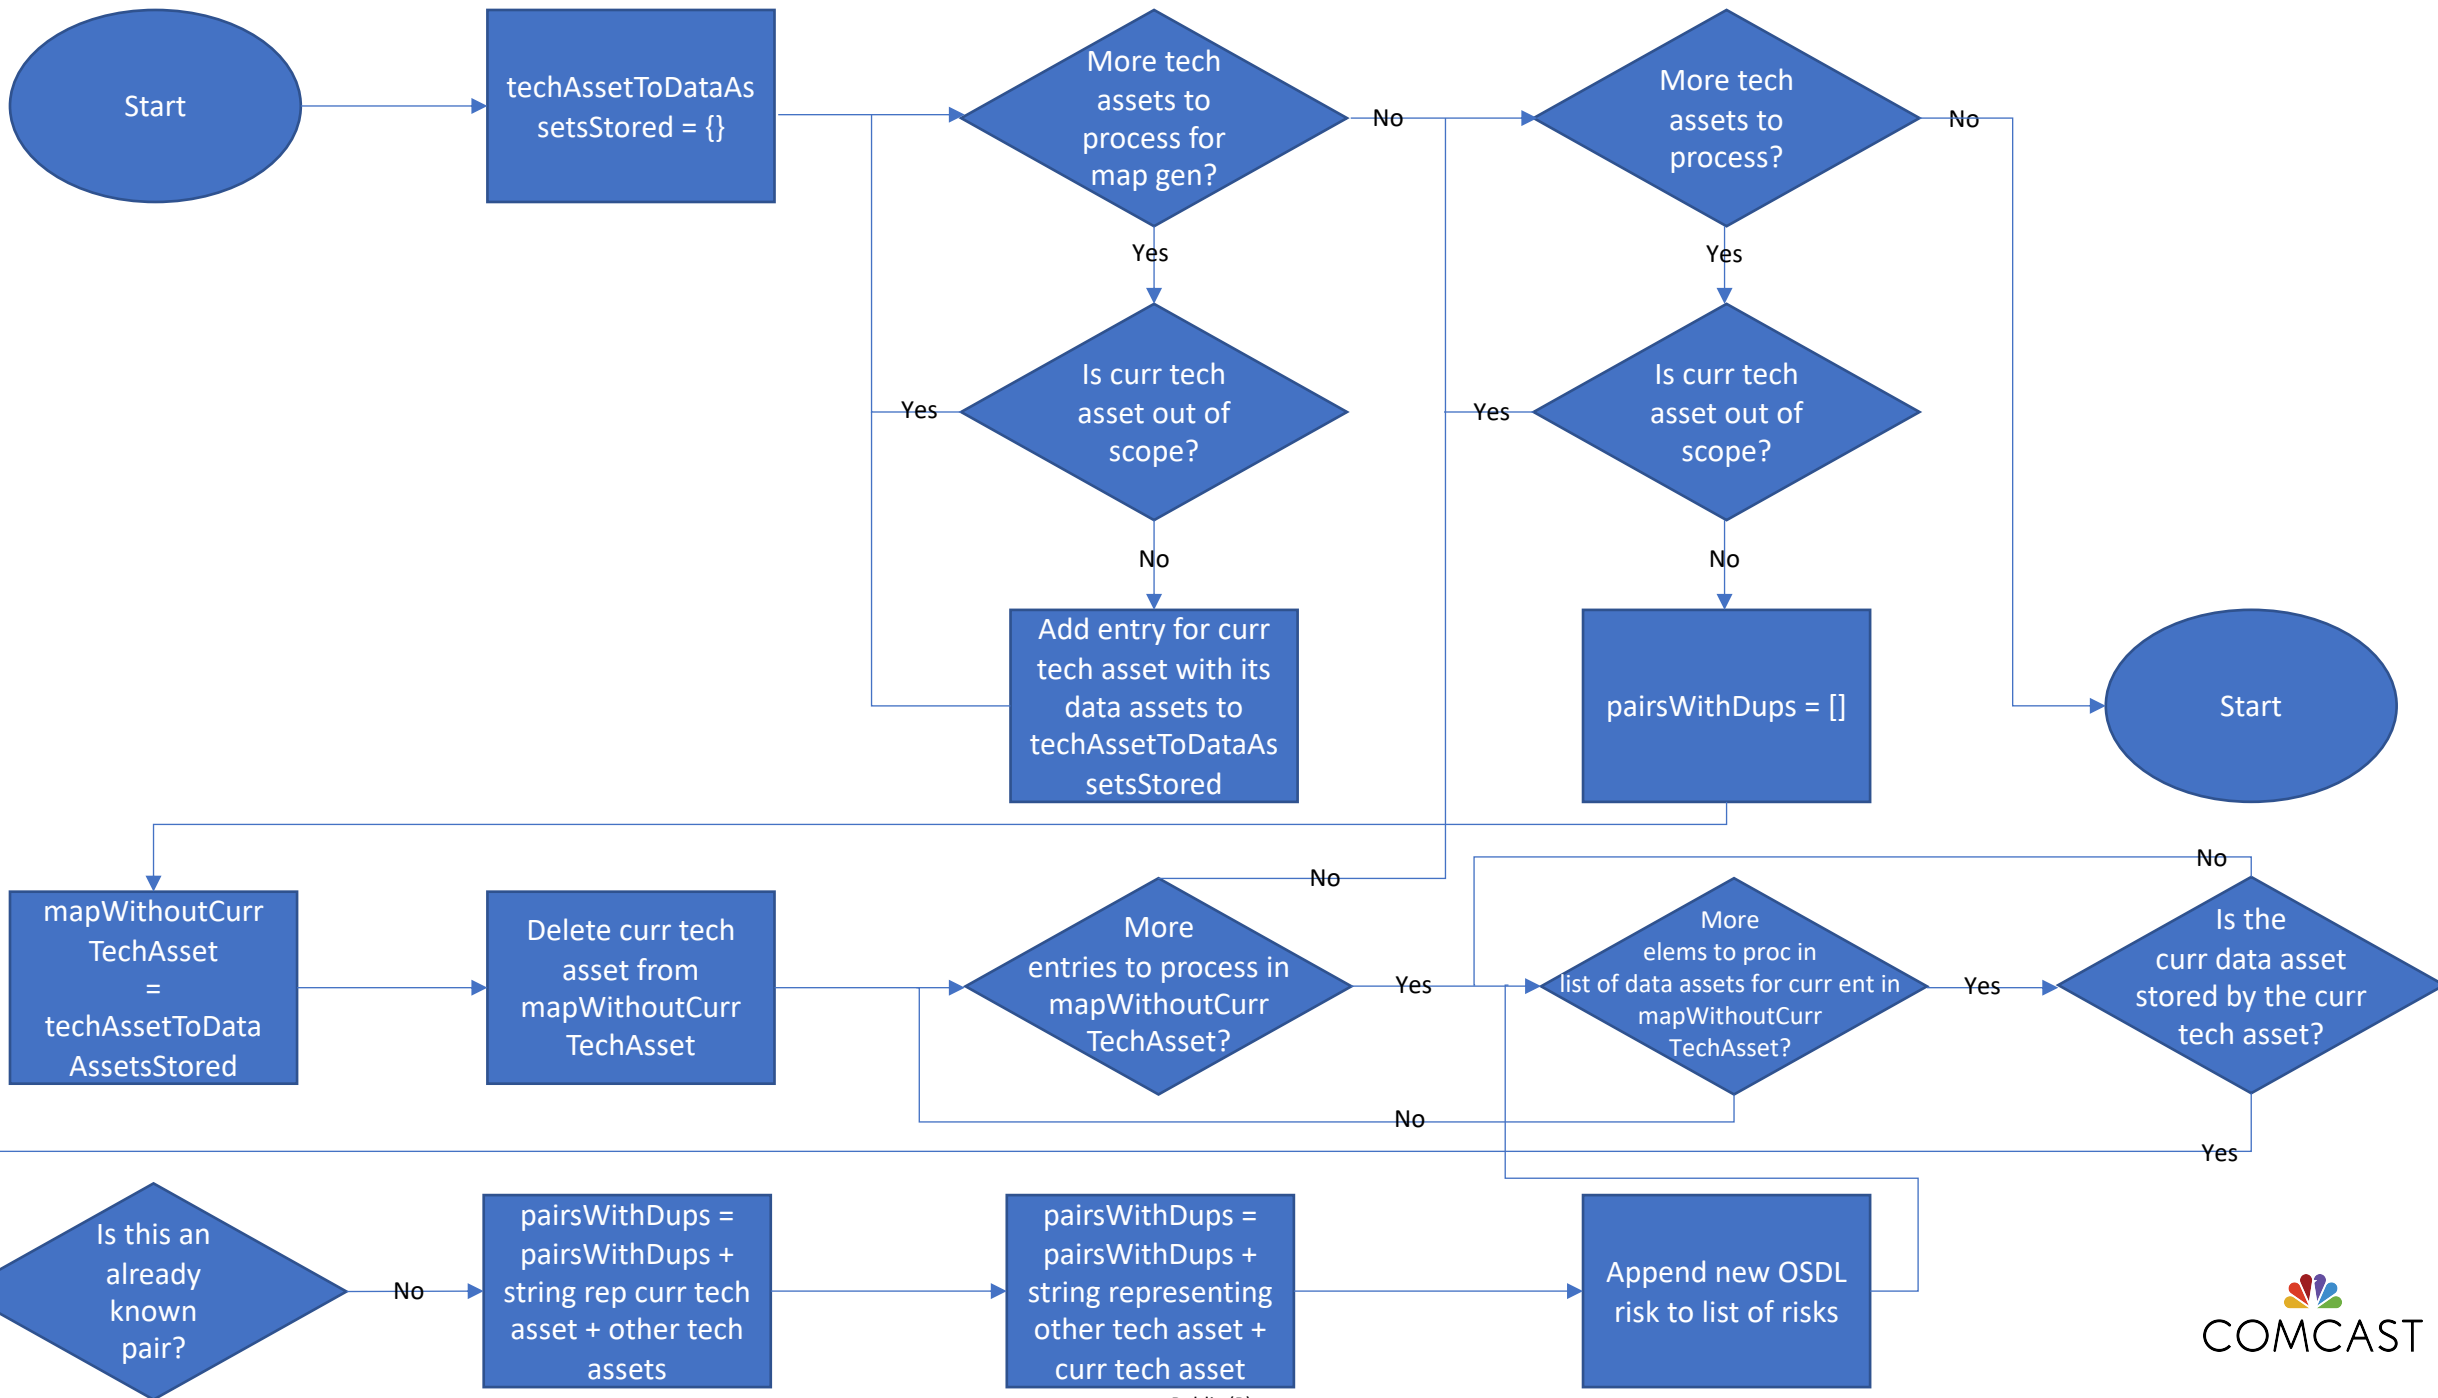 Start
techAssetToDataAs
setsStored = {}
More tech
assets to
process for
map gen?
No
More tech
assets to
process?
No
Yes
Yes
Is curr tech
asset out of
scope?
Yes
Is curr tech
asset out of
scope?
Yes
No
No
Add entry for curr
tech asset with its
data assets to
techAssetToDataAs
setsStored
pairsWithDups = []
Start
mapWithoutCurr
TechAsset
=
techAssetToData
AssetsStored
Delete curr tech
asset from
mapWithoutCurr
TechAsset
More
entries to process in
mapWithoutCurr
TechAsset?
No
Yes
More
elems to proc in
list of data assets for curr ent in
mapWithoutCurr
TechAsset?
Yes
No
Is the
curr data asset
stored by the curr
tech asset?
No
Yes
Is this an
already
known
pair?
No
pairsWithDups =
pairsWithDups +
string rep curr tech
asset + other tech
assets
pairsWithDups =
pairsWithDups +
string representing
other tech asset +
curr tech asset
Append new OSDL
risk to list of risks
COMCAST